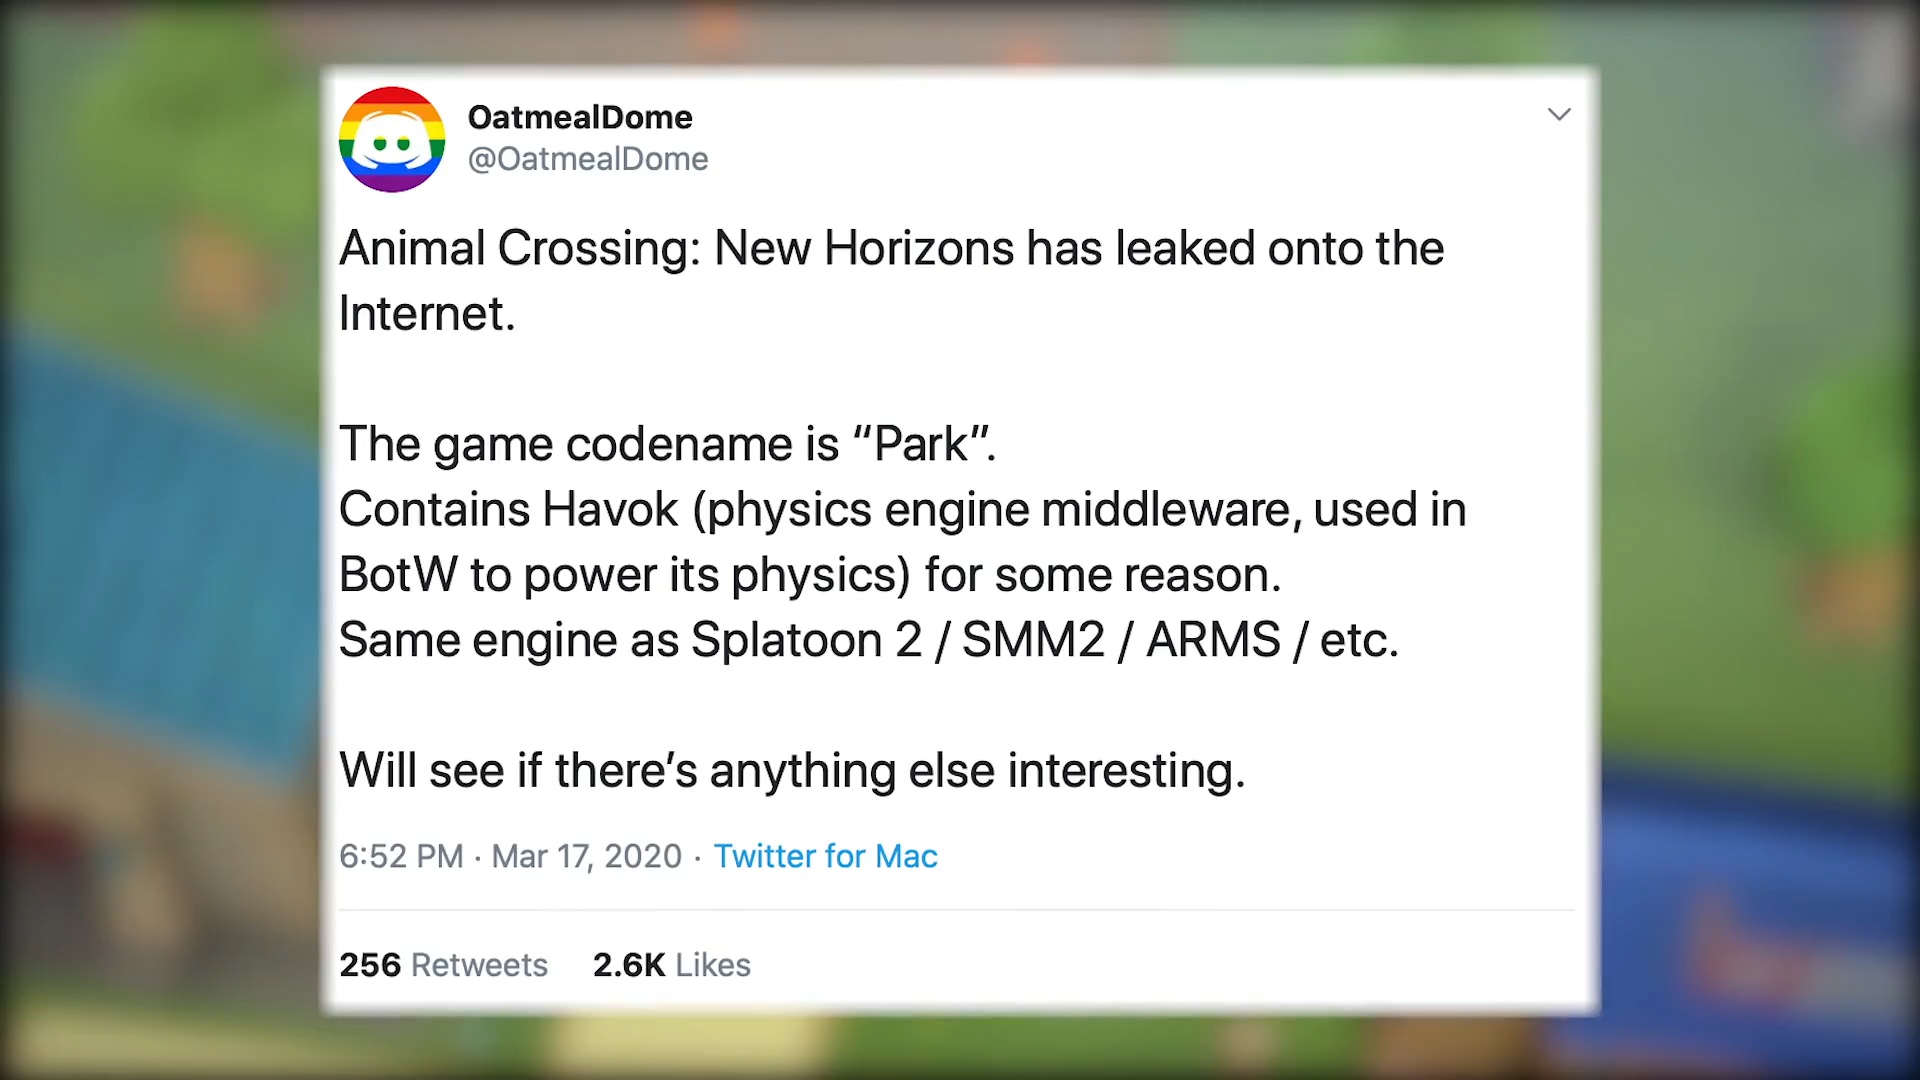 OatmealDome
@OatmealDome
Animal Crossing: New Horizons has leaked onto the
Internet.
The game codename is “Park”.
Contains Havok (physics engine middleware, used in
BotW to power its physics) for some reason.
Same engine as Splatoon 2 / SMM2 / ARMS / etc.
Will see if there’s anything else interesting.
6:52 PM · Mar 17, 2020 · Twitter for Mac
256 Retweets 2.6K Likes